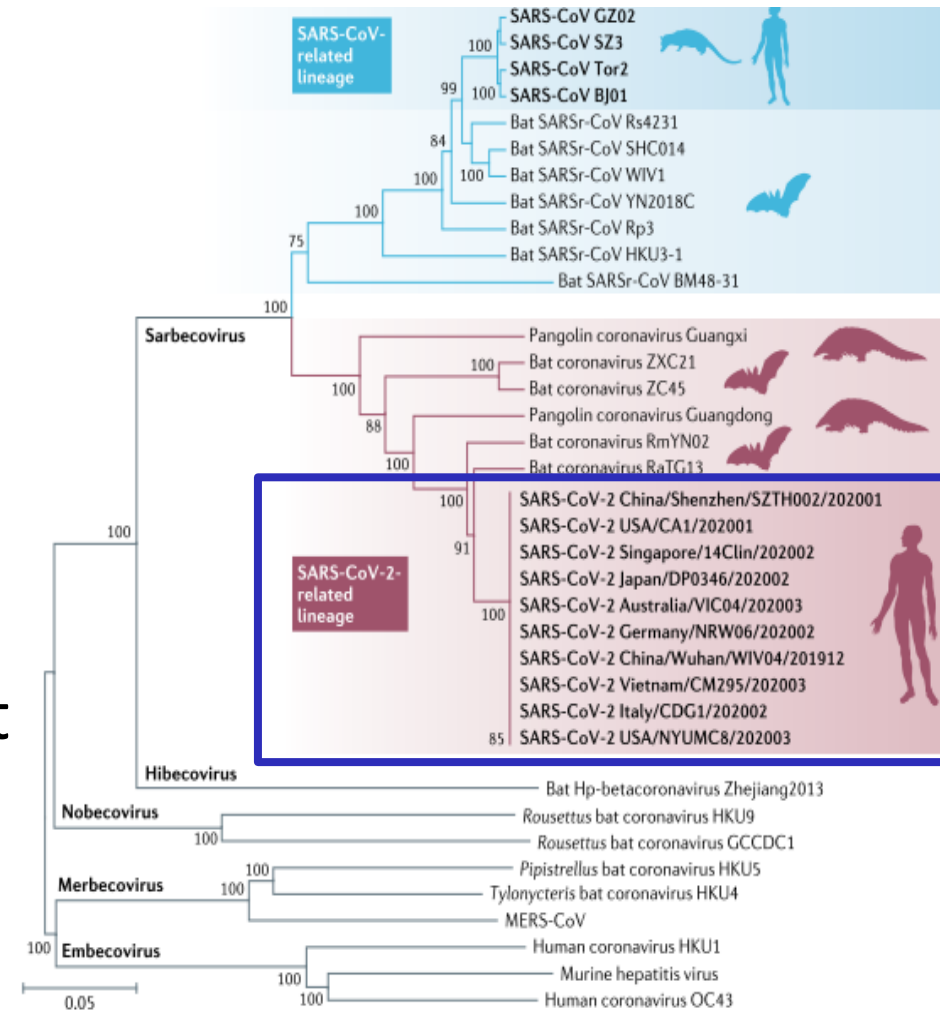 SARS-CoV-
related
lineage
SARS-CoV GZ02
SARS-CoV SZ3
100
SARS-CoV Tor2
99
100
SARS-CoV BJ01
Bat SARSr-CoV Rs4231
84
Bat SARSr-CoV SHC014
100
100
Bat SARSr-CoV WIV1
Bat SARSr-CoV YN2018C
100
Bat SARSr-CoV Rp3
75
Bat SARSr-CoV HKU3-1
Bat SARSr-CoV BM48-31
100
Sarbecovirus
Pangolin coronavirus Guangxi
100
Bat coronavirus ZXC21
100
Bat coronavirus ZC45
Pangolin coronavirus Guangdong
88
Bat coronavirus RmYN02
100
Bat coronavirus RaTG13
100
SARS-CoV-2 China/Shenzhen/SZTH002/202001
100
SARS-CoV-2 USA/CA1/202001
91
SARS-CoV-2 Singapore/14Clin/202002
SARS-CoV-2-
related
lineage
SARS-CoV-2 Japan/DP0346/202002
100
SARS-CoV-2 Australia/VIC04/202003
SARS-CoV-2 Germany/NRW06/202002
SARS-CoV-2 China/Wuhan/WIV04/201912
SARS-CoV-2 Vietnam/CM295/202003
t
SARS-CoV-2 Italy/CDG1/202002
85
SARS-CoV-2 USA/NYUMC8/202003
Hibecovirus
Bat Hp-betacoronavirus Zhejiang2013
Nobecovirus
Rousettus bat coronavirus HKU9
100
Rousettus bat coronavirus GCCDC1
100
Pipistrellus bat coronavirus HKU5
Merbecovirus
100
Tylonycteris bat coronavirus HKU4
MERS-CoV
100
Embecovirus
Human coronavirus HKU1
100
Murine hepatitis virus
100
Human coronavirus OC43
0.05